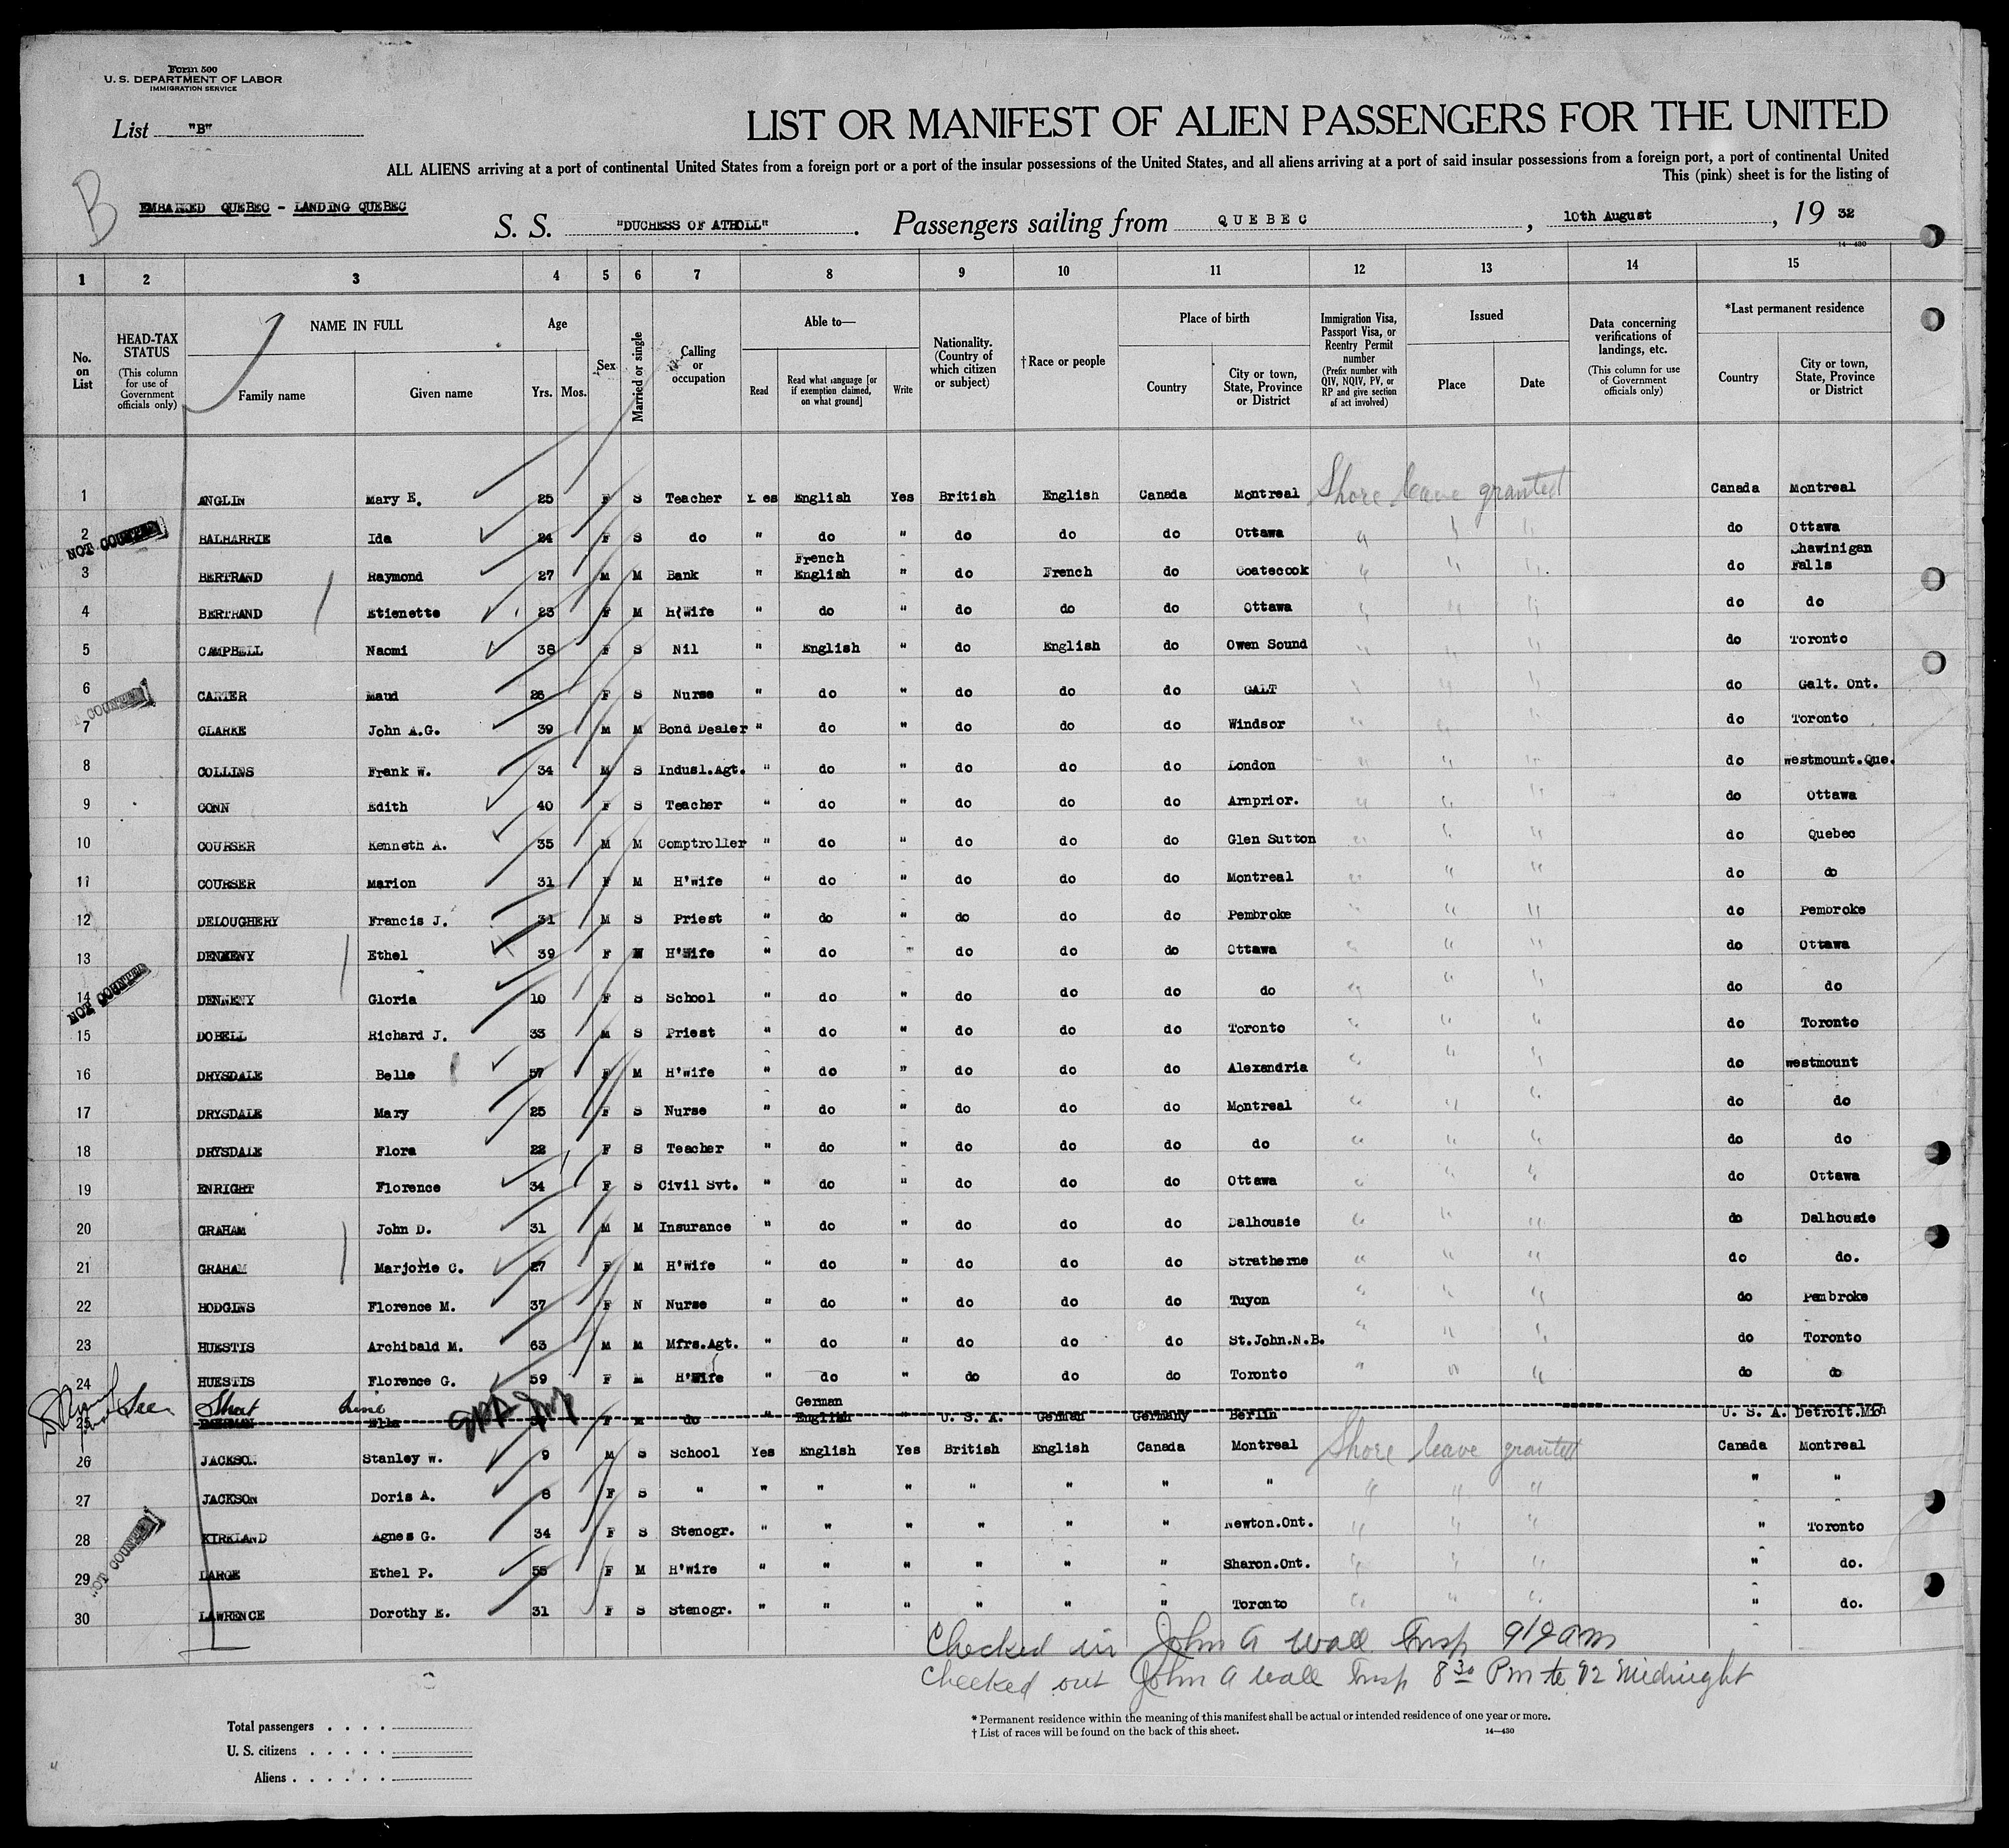 Form 500
U. S. DEPARTMENT OF LABOR
IMMIGRATION SERVICE
List "B"
LIST OR MANIFEST OF ALIEN PASSENGERS FOR THE UNITED
ALL ALIENS arriving at a port of continental United States from a foreign port or a port of the insular possessions of the United States, and all aliens arriving at a port of said insular possessions from a foreign port, a port of continental United
This (pink) sheet is for the listing of
B
EMBARKED QUEBEC - LANDING QUEBEC
S. S. "DUCHESS OF ATHOLL". Passengers sailing from QUEBEC, 10th August, 19 32
14—430
1 2 3 4 5 6 7 8 9 10 11 12 13 14 15
No. on List
HEAD-TAX STATUS (This column for use of Government officials only)
NAME IN FULL Family name Given name
Age Yrs. Mos.
Sex
Married or single
Calling or occupation
Able to— Read Read what language [or if exemption claimed, on what ground] Write
Nationality. (Country of which citizen or subject)
†Race or people
Place of birth Country City or town, State, Province or District
Immigration Visa, Passport Visa, or Reentry Permit number (Prefix number with QIV, NQIV, PV, or RP and give section of act involved)
Issued Place Date
Data concerning verifications of landings, etc. (This column for use of Government officials only)
*Last permanent residence Country City or town, State, Province or District
1 ANGLIN Mary E. 25 F S Teacher Yes English Yes British English Canada Montreal Shore leave granted Canada Montreal
NOT COUNTED
2 BALHARRIE Ida 24 F S do " do " do do do Ottawa " " " do Ottawa
3 BERTRAND Raymond 27 M M Bank " French English " do French do Coatecook " " " do Shawinigan Falls
4 BERTRAND Etienette 23 F M H'Wife " do " do do do Ottawa " " " do do
5 CAMPBELL Naomi 38 F S Nil " English " do English do Owen Sound " " " do Toronto
6 CARTER Maud 26 F S Nurse " do " do do do GALT " " " do Galt. Ont.
COUNTED
7 CLARKE John A.G. 39 M M Bond Dealer " do " do do do Windsor " " " do Toronto
8 COLLINS Frank W. 34 M S Indusl.Agt. " do " do do do London " " " do Westmount.Que.
9 CONN Edith 40 F S Teacher " do " do do do Arnprior. " " " do Ottawa
10 COURSER Kenneth A. 35 M M Comptroller " do " do do do Glen Sutton " " " do Quebec
11 COURSER Marion 31 F M H'wife " do " do do do Montreal " " " do do
12 DELOUGHERY Francis J. 31 M S Priest " do " do do do Pembroke " " " do Pembroke
13 DENNENY Ethel 39 F M H'Wife " do " do do do Ottawa " " " do Ottawa
NOT COUNTED
14 DENNENY Gloria 10 F S School " do " do do do do " " " do do
15 DOBELL Richard J. 33 M S Priest " do " do do do Toronto " " " do Toronto
16 DRYSDALE Belle 57 F M H'wife " do " do do do Alexandria " " " do Westmount
17 DRYSDALE Mary 25 F S Nurse " do " do do do Montreal " " " do do
18 DRYSDALE Flora 22 F S Teacher " do " do do do do " " " do do
19 ENRIGHT Florence 34 F S Civil Svt. " do " do do do Ottawa " " " do Ottawa
20 GRAHAM John D. 31 M M Insurance " do " do do do Dalhousie " " " do Dalhousie
21 GRAHAM Marjorie C. 27 F M H'Wife " do " do do do Stratherne " " " do do.
22 HODGINS Florence M. 37 F N Nurse " do " do do do Tuyon " " " do Pembroke
23 HUESTIS Archibald M. 63 M M Mfrs.Agt. " do " do do do St.John.N.B. " " " do Toronto
24 HUESTIS Florence G. 59 F M H'Wife " do " do do do Toronto " " " do do
25 Ella F M do " German English " U. S. A. German Germany Berlin U. S. A. Detroit.Mich
26 JACKSON Stanley W. 9 M S School Yes English Yes British English Canada Montreal Shore leave granted Canada Montreal
27 JACKSON Doris A. 8 F S " " " " " " " " " " " " "
28 KIRKLAND Agnes G. 34 F S Stenogr. " " " " " " Newton.Ont. " " " " Toronto
NOT COUNTED
29 LARGE Ethel P. 55 F M H'wife " " " " " " Sharon.Ont. " " " " do.
30 LAWRENCE Dorothy E. 31 F S Stenogr. " " " " " " Toronto " " " " do.
Checked in John A Wall Insp 9/9 am
Checked out John A Wall Insp 8 30 Pm to 12 Midnight
Total passengers
U. S. citizens
Aliens
* Permanent residence within the meaning of this manifest shall be actual or intended residence of one year or more.
† List of races will be found on the back of this sheet.
14—430